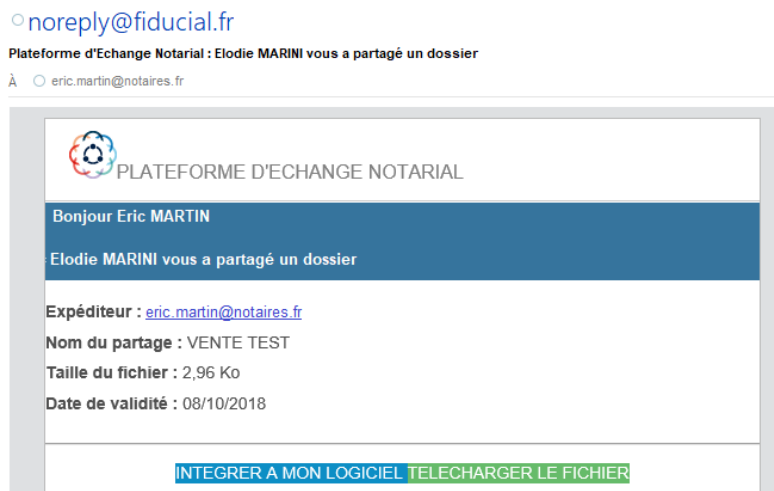 noreply@fiducial.fr
Plateforme d'Echange Notarial : Elodie MARINI vous a partagé un dossier
À eric.martin@notaires.fr
PLATEFORME D'ECHANGE NOTARIAL
Bonjour Eric MARTIN
Elodie MARINI vous a partagé un dossier
Expéditeur : eric.martin@notaires.fr
Nom du partage : VENTE TEST
Taille du fichier : 2,96 Ko
Date de validité : 08/10/2018
INTEGRER A MON LOGICIEL TELECHARGER LE FICHIER